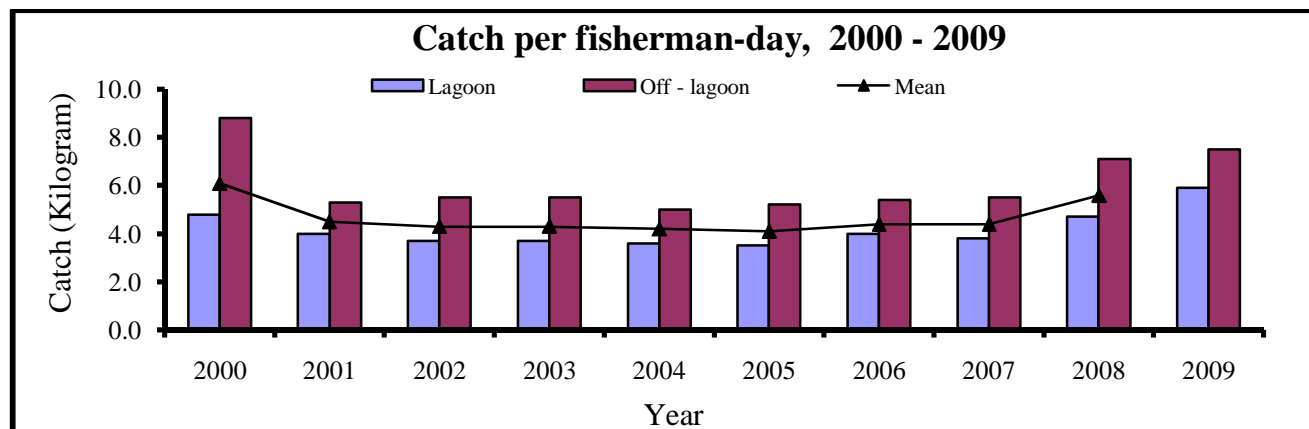 Catch per fisherman-day, 2000 - 2009
Lagoon Off - lagoon Mean
Catch (Kilogram)
10.0
8.0
6.0
4.0
2.0
0.0
2000 2001 2002 2003 2004 2005 2006 2007 2008 2009
Year